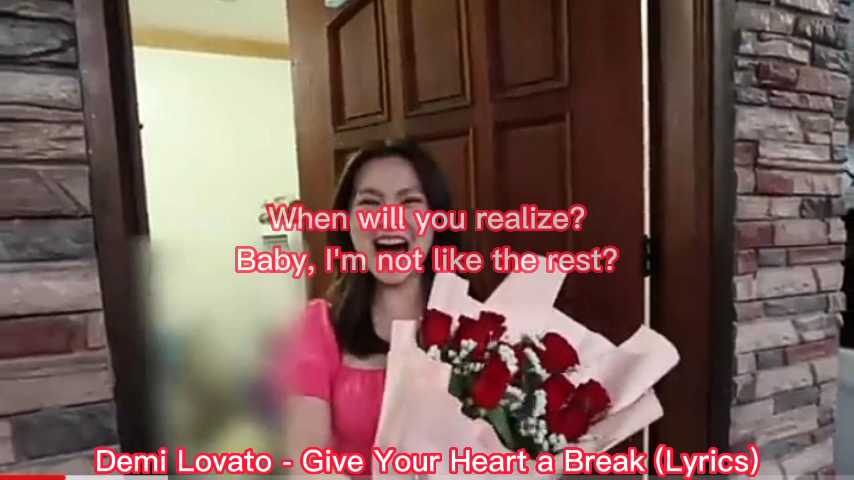 When will you realize?
Baby, I'm not like the rest?
Demi Lovato - Give Your Heart a Break (Lyrics)